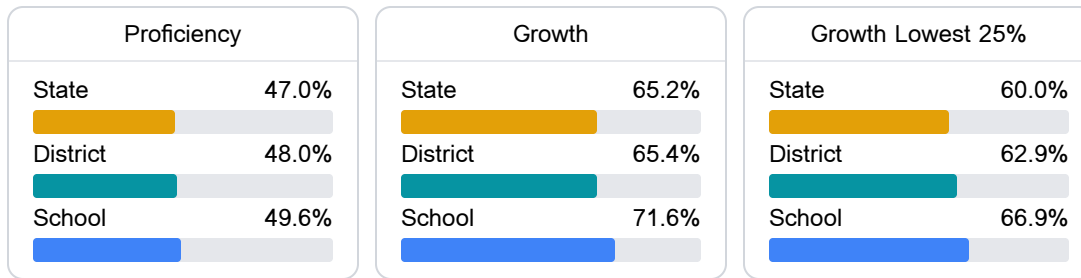 Proficiency
State 47.0%
District 48.0%
School 49.6%
Growth
State 65.2%
District 65.4%
School 71.6%
Growth Lowest 25%
State 60.0%
District 62.9%
School 66.9%